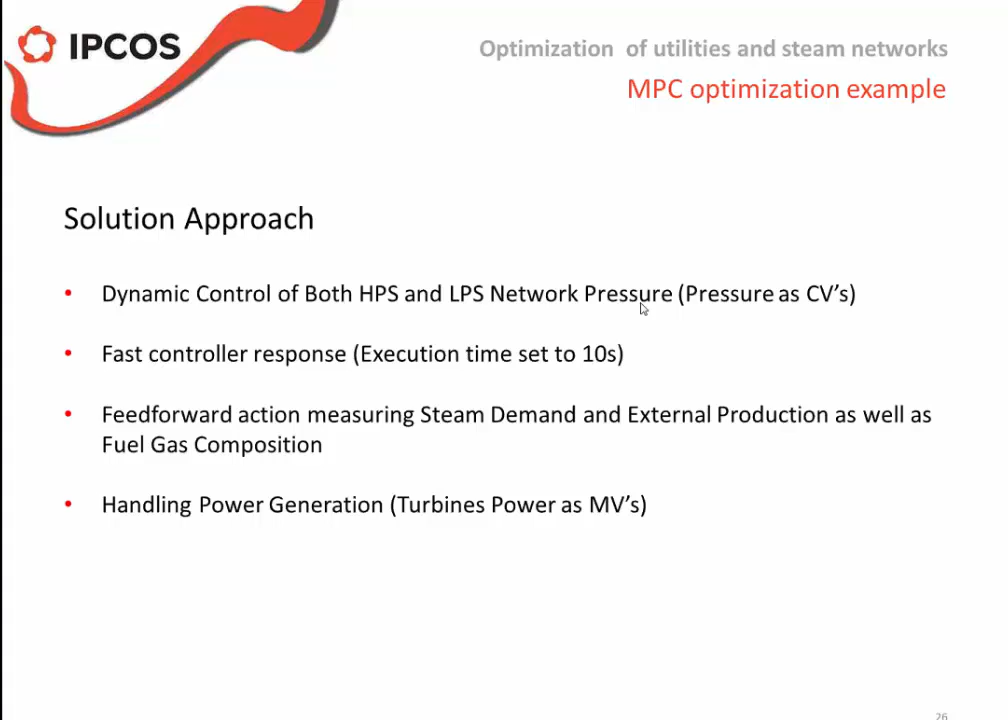 IPCOS
Optimization of utilities and steam networks
MPC optimization example
Solution Approach
• Dynamic Control of Both HPS and LPS Network Pressure (Pressure as CV’s)
• Fast controller response (Execution time set to 10s)
• Feedforward action measuring Steam Demand and External Production as well as
Fuel Gas Composition
• Handling Power Generation (Turbines Power as MV’s)
26